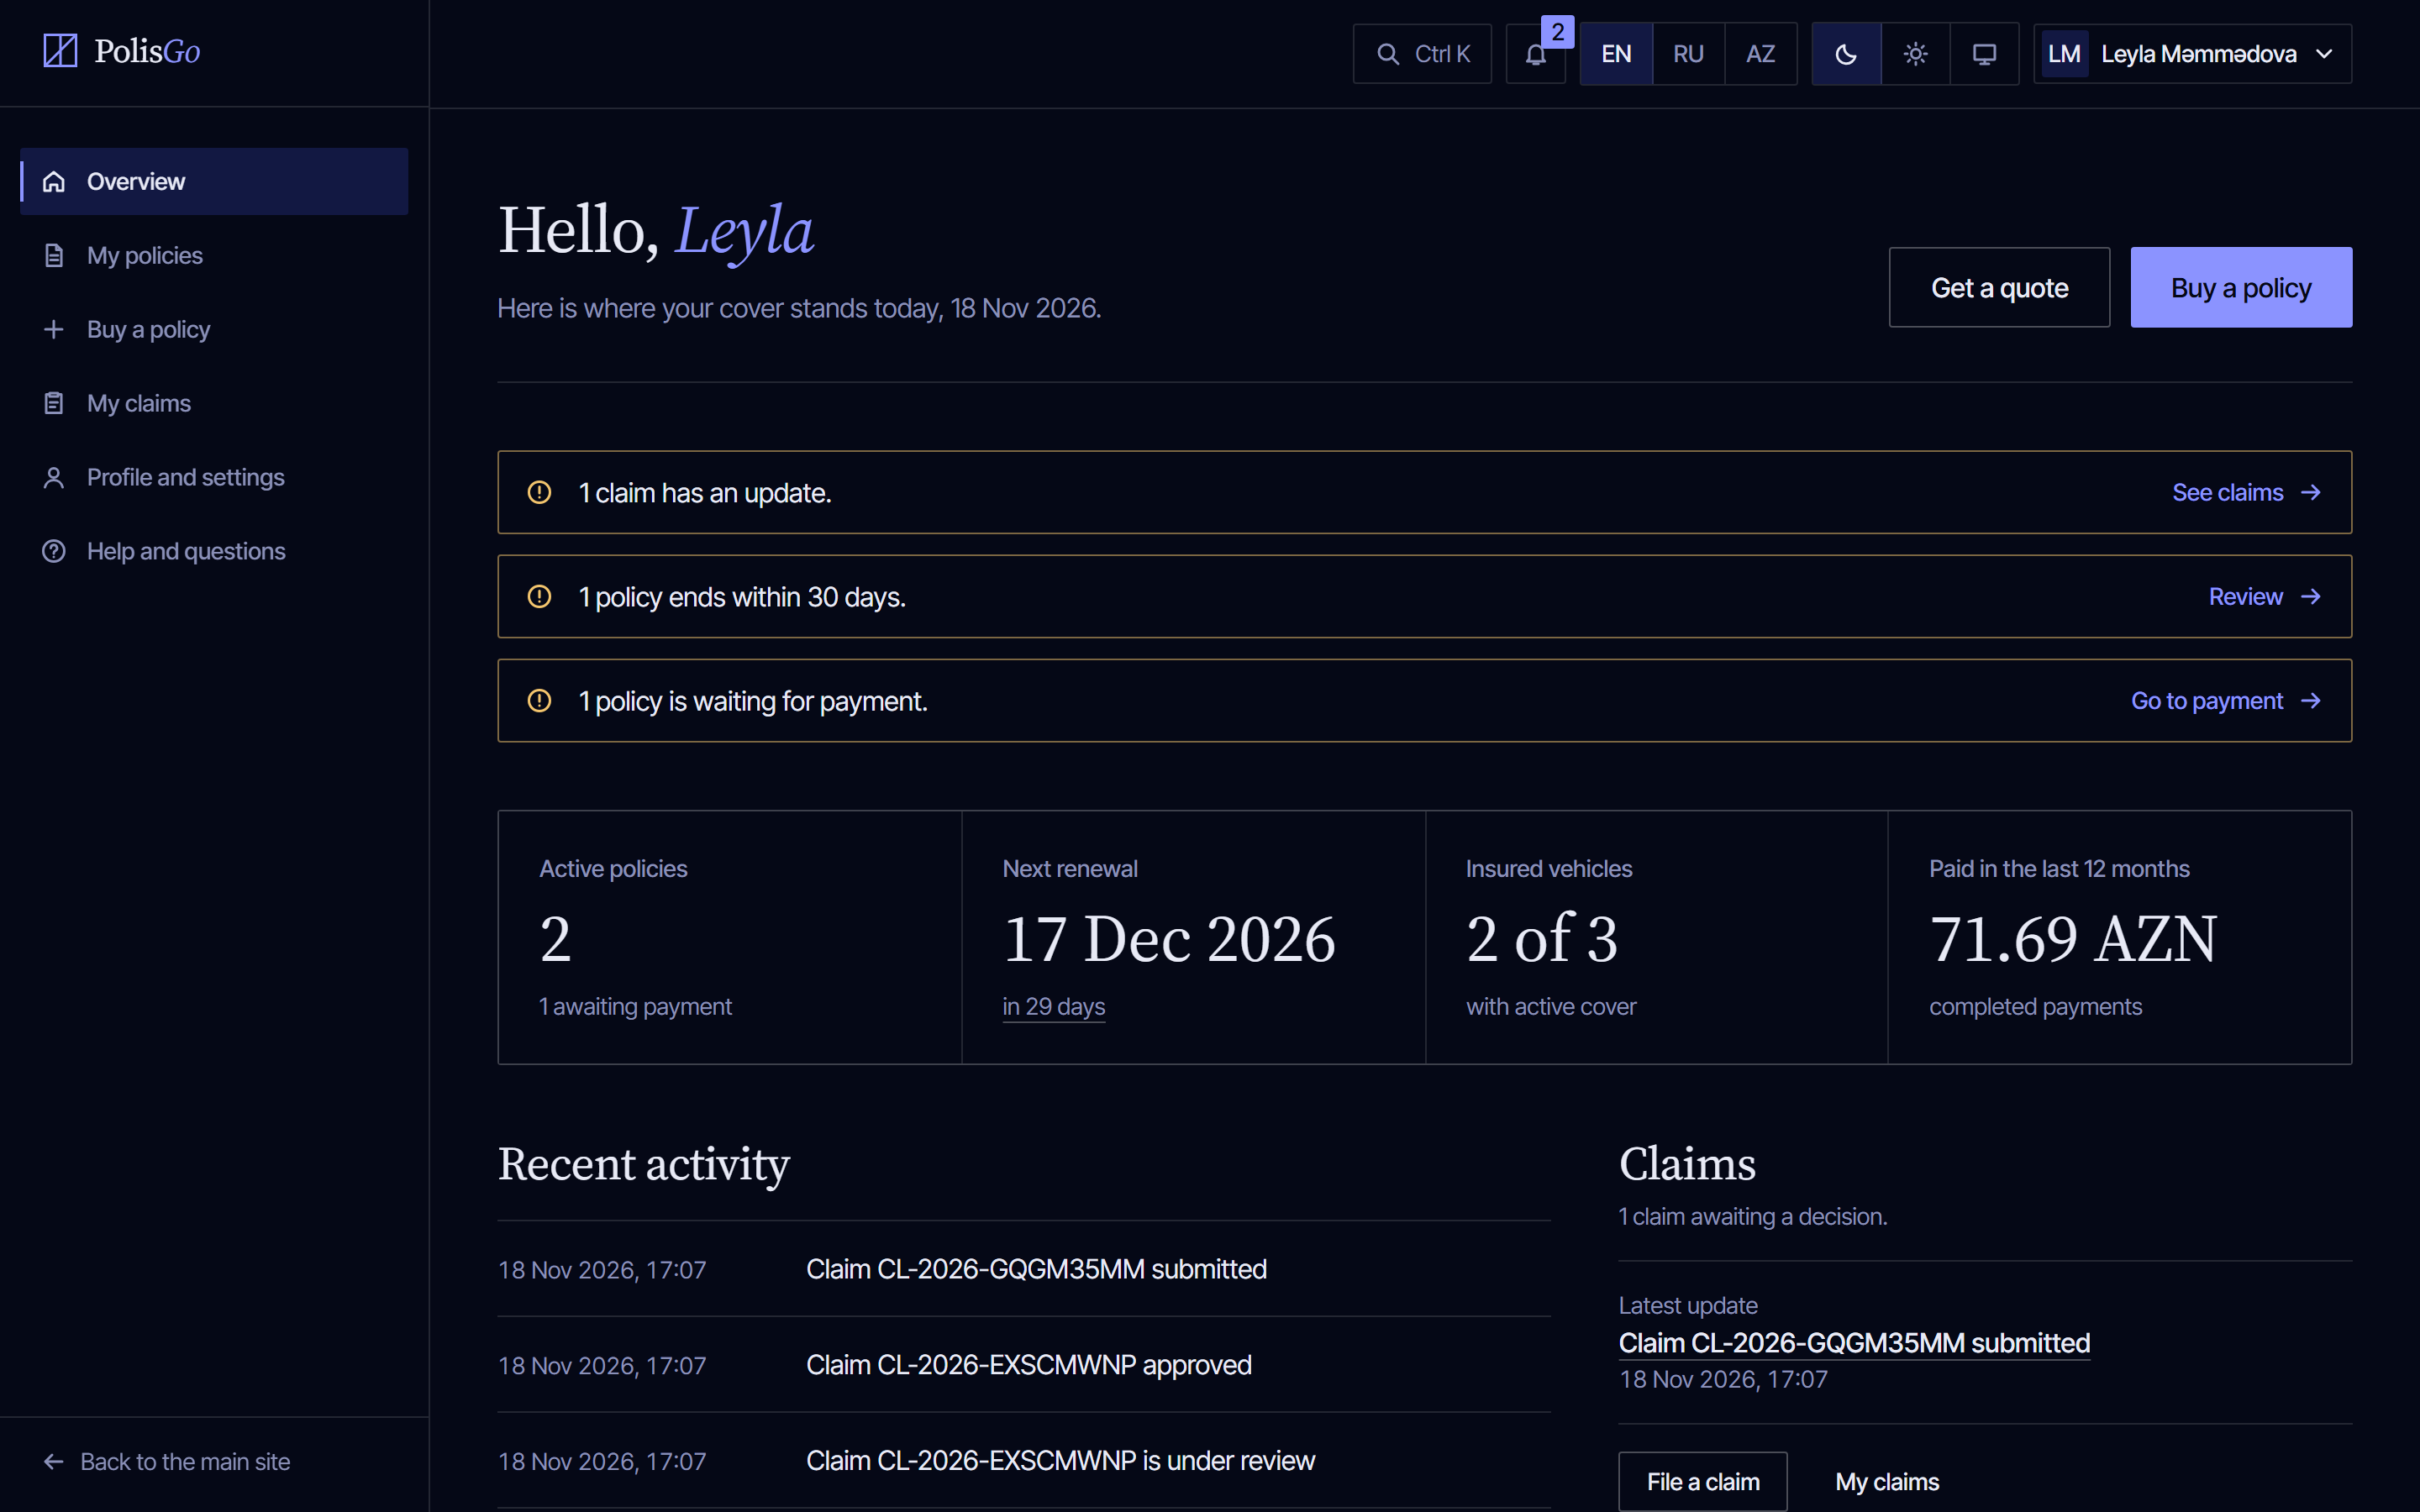 PolisGo
Ctrl K
2
EN
RU
AZ
LM
Leyla Məmmədova
Overview
My policies
Buy a policy
My claims
Profile and settings
Help and questions
Back to the main site
Hello, Leyla
Here is where your cover stands today, 18 Nov 2026.
Get a quote
Buy a policy
1 claim has an update.
See claims
1 policy ends within 30 days.
Review
1 policy is waiting for payment.
Go to payment
Active policies
2
1 awaiting payment
Next renewal
17 Dec 2026
in 29 days
Insured vehicles
2 of 3
with active cover
Paid in the last 12 months
71.69 AZN
completed payments
Recent activity
18 Nov 2026, 17:07
Claim CL-2026-GQGM35MM submitted
18 Nov 2026, 17:07
Claim CL-2026-EXSCMWNP approved
18 Nov 2026, 17:07
Claim CL-2026-EXSCMWNP is under review
Claims
1 claim awaiting a decision.
Latest update
Claim CL-2026-GQGM35MM submitted
18 Nov 2026, 17:07
File a claim
My claims